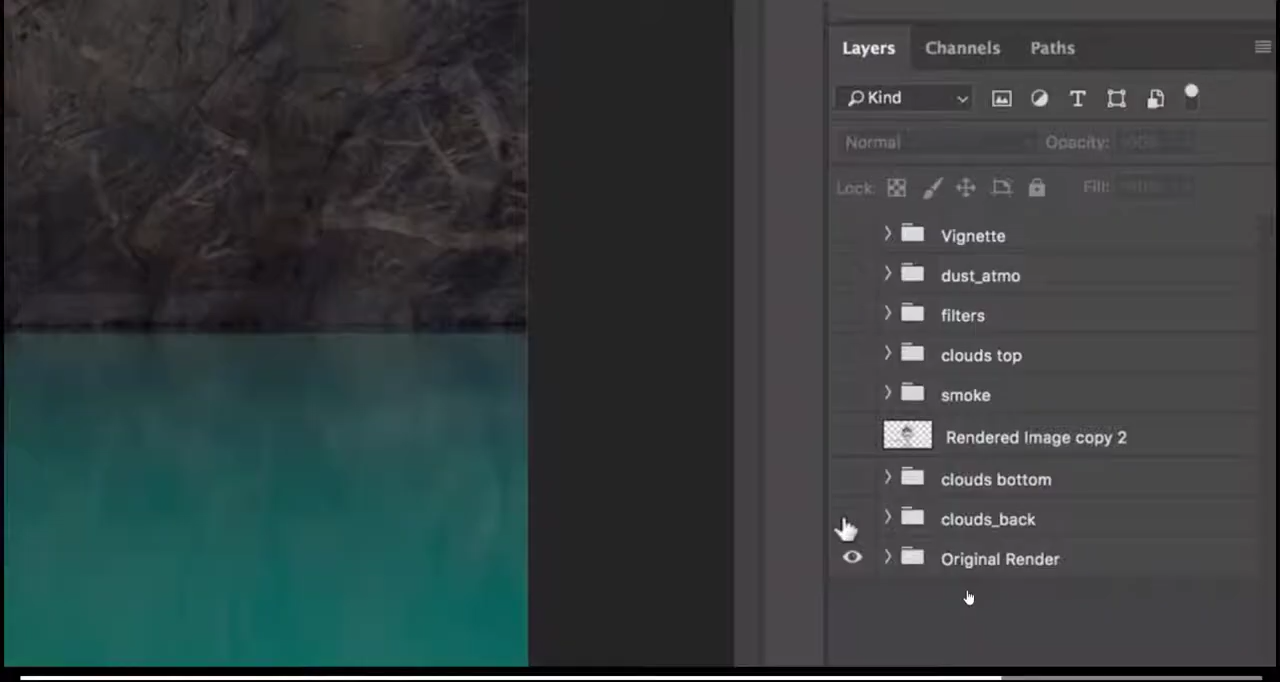 Layers Channels Paths
Kind
Normal Opacity:
Lock: Fill:
Vignette
dust_atmo
filters
clouds top
smoke
Rendered Image copy 2
clouds bottom
clouds_back
Original Render